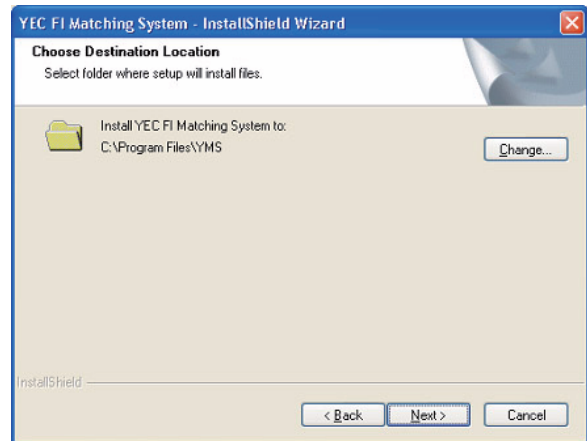 YEC FI Matching System - InstallShield Wizard
Choose Destination Location
Select folder where setup will install files.
Install YEC FI Matching System to:
C:\Program Files\YMS
Change...
InstallShield
< Back
Next >
Cancel